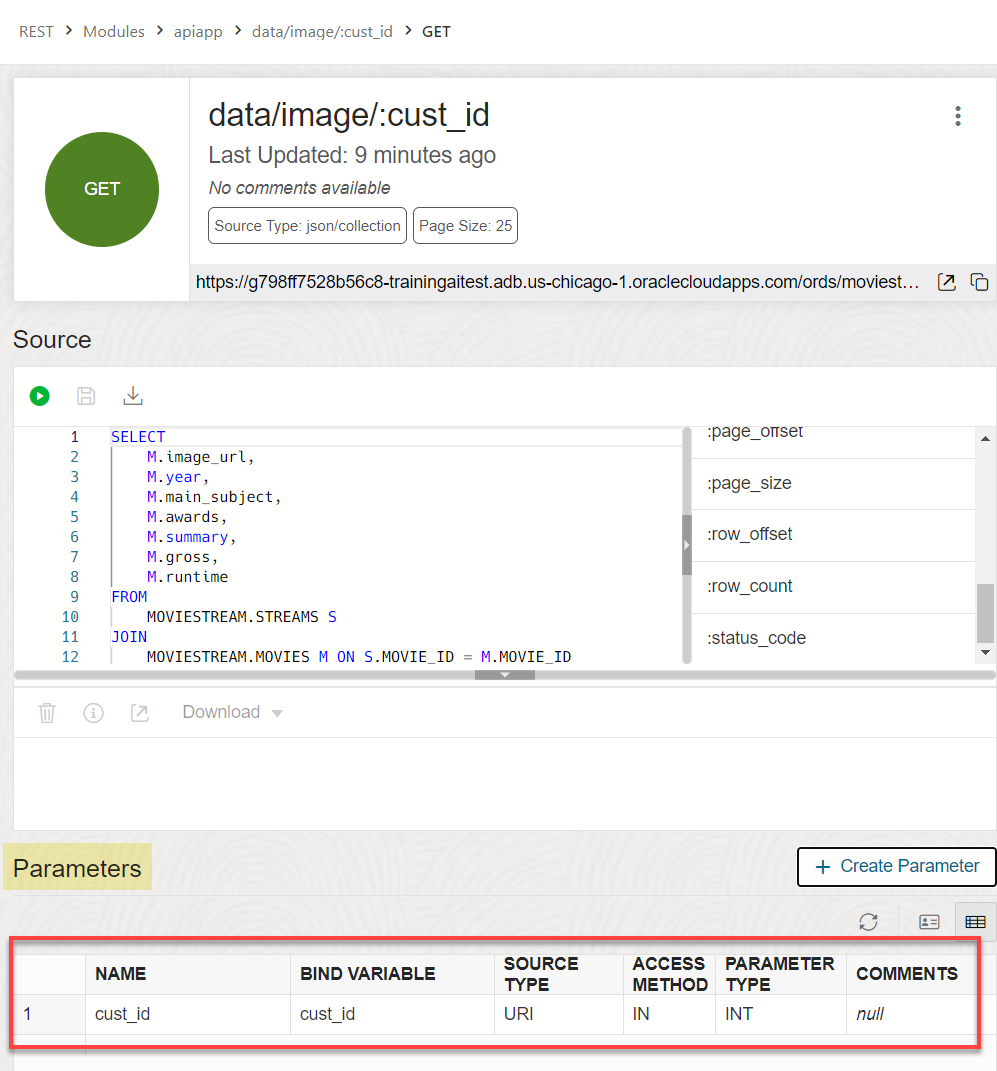 REST > Modules > apiapp > data/image/:cust_id > GET
GET
data/image/:cust_id
Last Updated: 9 minutes ago
No comments available
Source Type: json/collection
Page Size: 25
https://g798ff7528b56c8-trainingaitest.adb.us-chicago-1.oraclecloudapps.com/ords/moviest…
Source
1 SELECT
2 M.image_url,
3 M.year,
4 M.main_subject,
5 M.awards,
6 M.summary,
7 M.gross,
8 M.runtime
9 FROM
10 MOVIESTREAM.STREAMS S
11 JOIN
12 MOVIESTREAM.MOVIES M ON S.MOVIE_ID = M.MOVIE_ID
:page_offset
:page_size
:row_offset
:row_count
:status_code
Download
Parameters
+ Create Parameter
NAME BIND VARIABLE SOURCE TYPE ACCESS METHOD PARAMETER TYPE COMMENTS
1 cust_id cust_id URI IN INT null